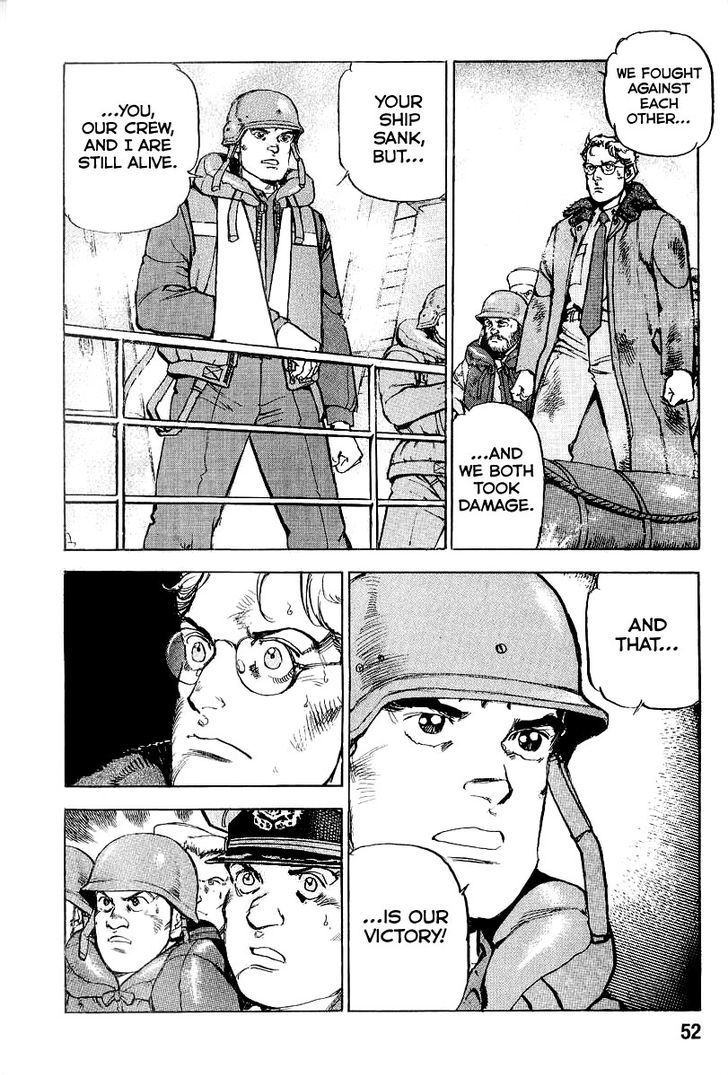 WE FOUGHT
AGAINST
EACH
OTHER...
...AND
WE BOTH
TOOK
DAMAGE.
YOUR
SHIP
SANK,
BUT...
...YOU,
OUR CREW,
AND I ARE
STILL ALIVE.
AND
THAT...
...IS OUR
VICTORY!
52